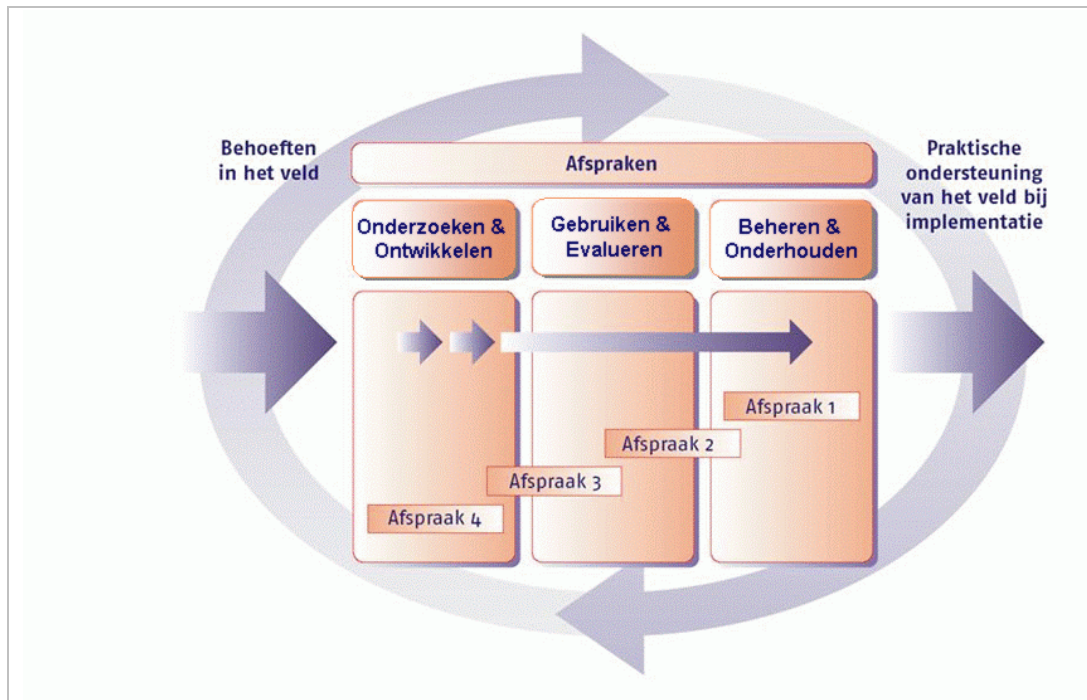 Behoeften
in het veld
Afspraken
Praktische
ondersteuning
van het veld bij
implementatie
Onderzoeken &
Ontwikkelen
Gebruiken &
Evalueren
Beheren &
Onderhouden
Afspraak 1
Afspraak 2
Afspraak 3
Afspraak 4